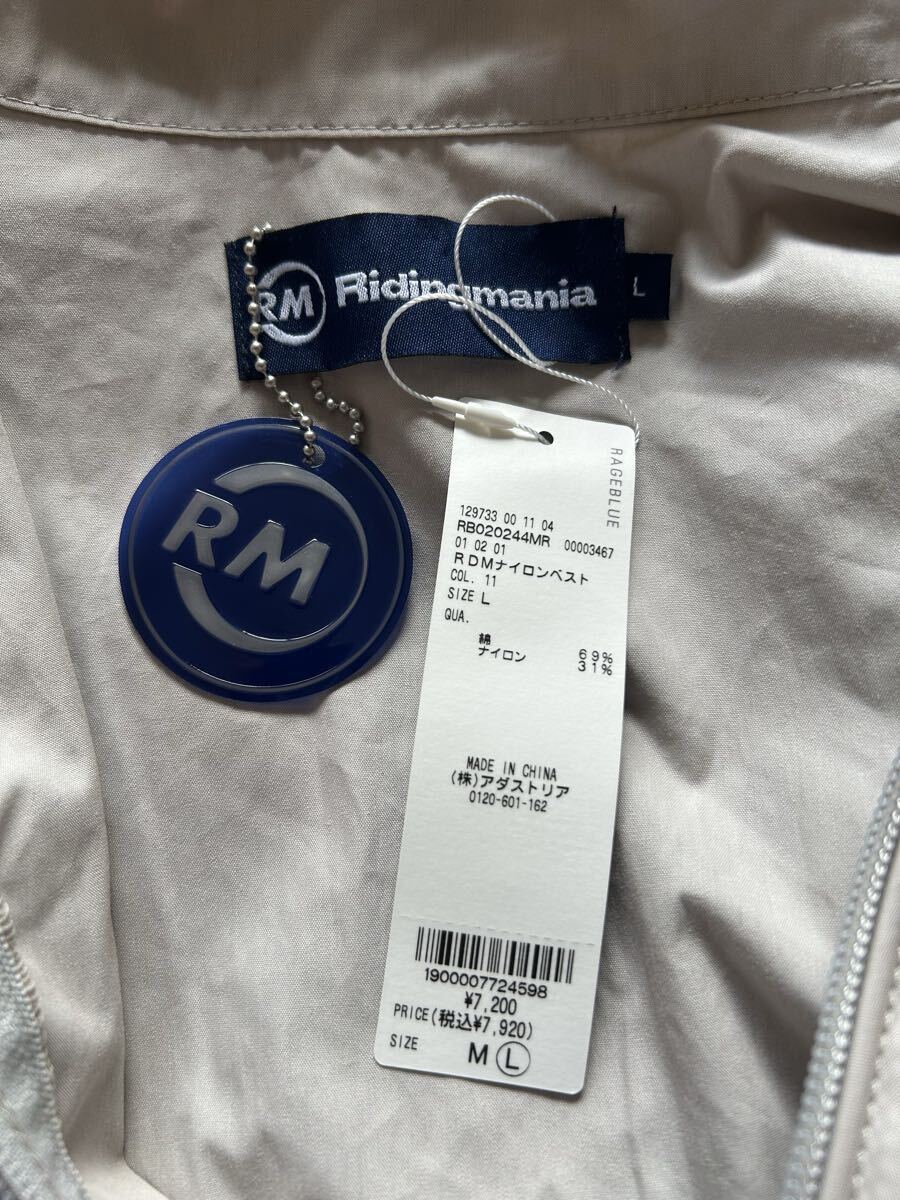 RM Ridingmania
L
RM
RAGEBLUE
129733 00 11 04
RB020244MR 00003467
01 02 01
RDMナイロンベスト
COL. 11
SIZE L
QUA.
綿 69%
ナイロン 31%
MADE IN CHINA
(株)アダストリア
0120-601-162
1900007724598
¥7,200
PRICE(税込¥7,920)
SIZE M L